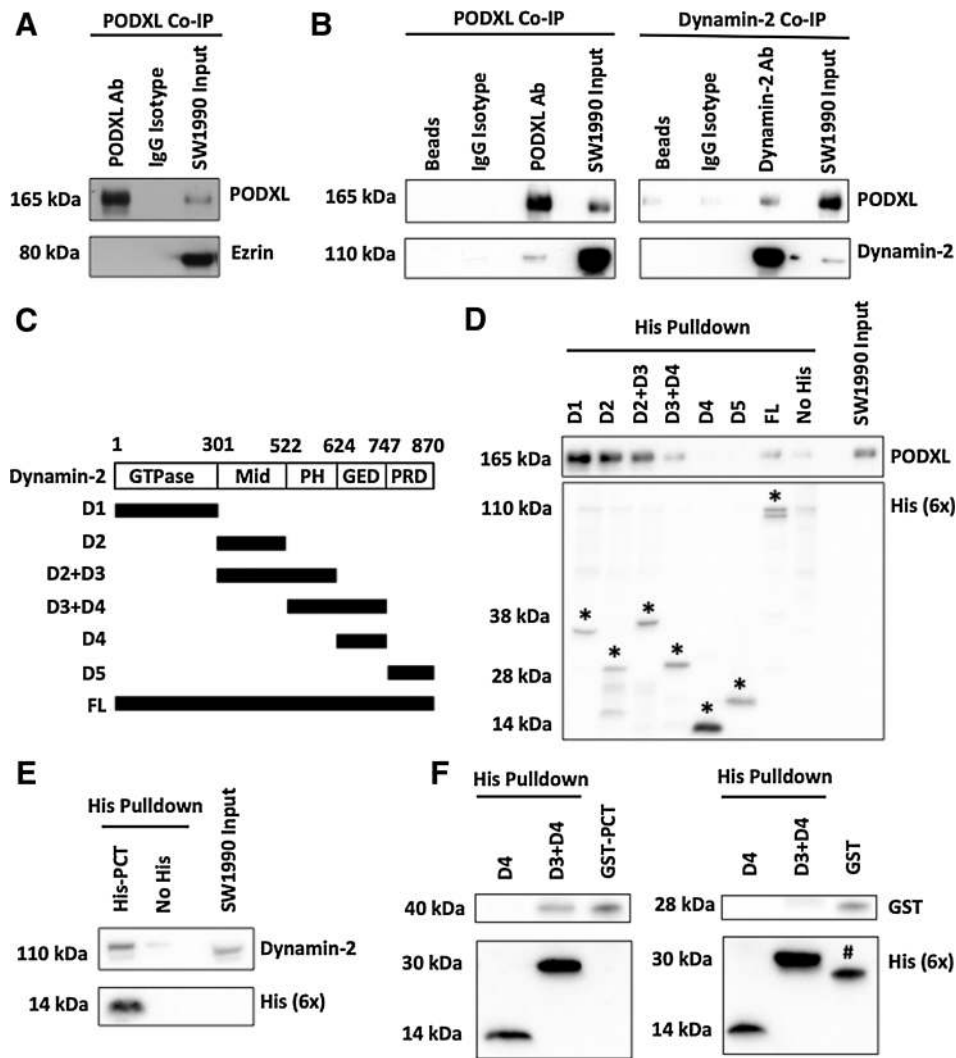 A
PODXL Co-IP
PODXL Ab
IgG Isotype
SW1990 Input
165 kDa
PODXL
80 kDa
Ezrin
B
PODXL Co-IP
Dynamin-2 Co-IP
Beads
IgG Isotype
PODXL Ab
SW1990 Input
Beads
IgG Isotype
Dynamin-2 Ab
SW1990 Input
165 kDa
PODXL
110 kDa
Dynamin-2
C
1 301 522 624 747 870
Dynamin-2 GTPase Mid PH GED PRD
D1
D2
D2+D3
D3+D4
D4
D5
FL
D
His Pulldown
D1
D2
D2+D3
D3+D4
D4
D5
FL
No His
SW1990 Input
165 kDa
PODXL
110 kDa
His (6x)
*
38 kDa
* * *
28 kDa
* * *
14 kDa
E
His Pulldown
His-PCT
No His
SW1990 Input
110 kDa
Dynamin-2
14 kDa
His (6x)
F
His Pulldown
D4
D3+D4
GST-PCT
40 kDa
30 kDa
14 kDa
His Pulldown
D4
D3+D4
GST
28 kDa
GST
30 kDa
#
His (6x)
14 kDa